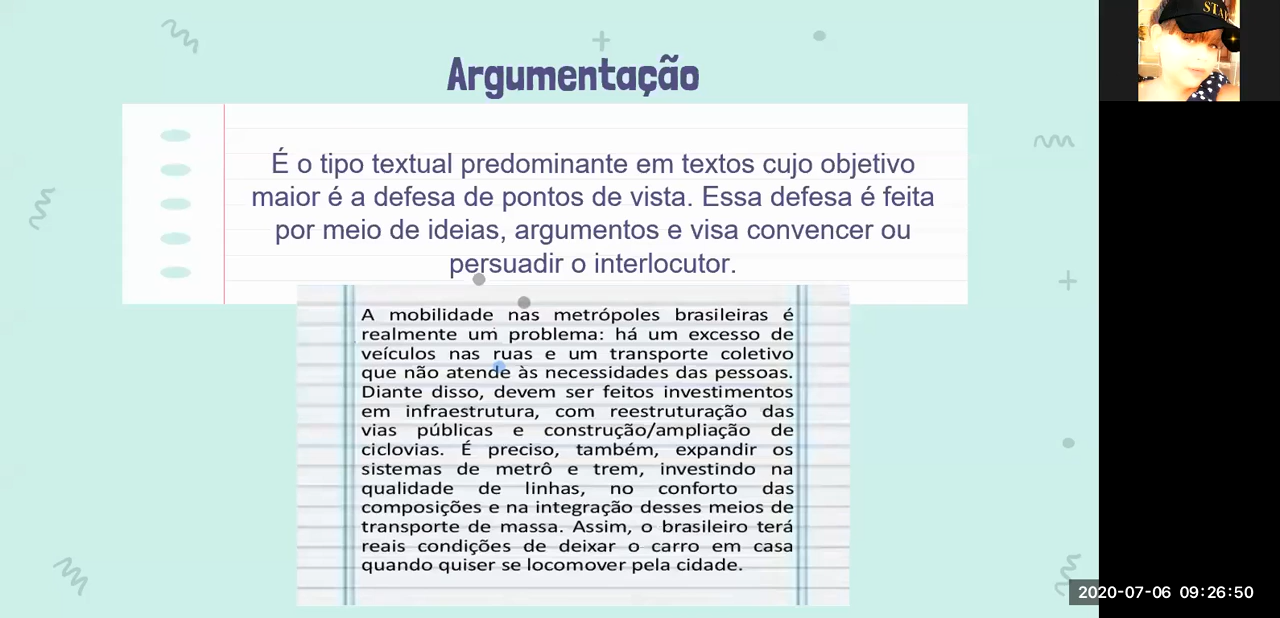 Argumentação
É o tipo textual predominante em textos cujo objetivo
maior é a defesa de pontos de vista. Essa defesa é feita
por meio de ideias, argumentos e visa convencer ou
persuadir o interlocutor.
A mobilidade nas metrópoles brasileiras é
realmente um problema: há um excesso de
veículos nas ruas e um transporte coletivo
que não atende às necessidades das pessoas.
Diante disso, devem ser feitos investimentos
em infraestrutura, com reestruturação das
vias públicas e construção/ampliação de
ciclovias. É preciso, também, expandir os
sistemas de metrô e trem, investindo na
qualidade de linhas, no conforto das
composições e na integração desses meios de
transporte de massa. Assim, o brasileiro terá
reais condições de deixar o carro em casa
quando quiser se locomover pela cidade.
2020-07-06 09:26:50